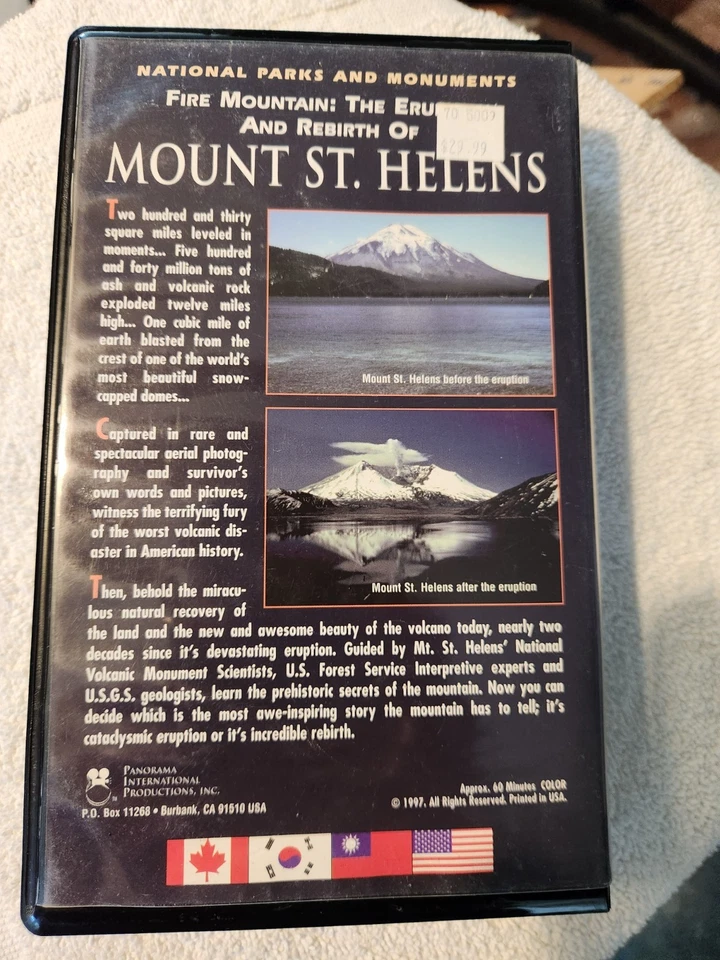 NATIONAL PARKS AND MONUMENTS
FIRE MOUNTAIN: THE
AND REBIRTH OF
70 6009
$29.99
MOUNT ST. HELENS
Two hundred and thirty
square miles leveled in
moments... Five hundred
and forty million tons of
ash and volcanic rock
exploded twelve miles
high... One cubic mile of
earth blasted from the
crest of one of the world's
most beautiful snow-
capped domes...
Mount St. Helens before the eruption
Captured in rare and
spectacular aerial photog-
raphy and survivor's
own words and pictures,
witness the terrifying fury
of the worst volcanic dis-
aster in American history.
Mount St. Helens after the eruption
Then, behold the miracu-
lous natural recovery of
the land and the new and awesome beauty of the volcano today, nearly two
decades since it's devastating eruption. Guided by Mt. St. Helens' National
Volcanic Monument Scientists, U.S. Forest Service Interpretive experts and
U.S.G.S. geologists, learn the prehistoric secrets of the mountain. Now you can
decide which is the most awe-inspiring story the mountain has to tell; it's
cataclysmic eruption or it's incredible rebirth.
PANORAMA
INTERNATIONAL
PRODUCTIONS, INC.
TM
P.O. Box 11268 • Burbank, CA 91510 USA
Approx. 60 Minutes COLOR
© 1997. All Rights Reserved. Printed in USA.